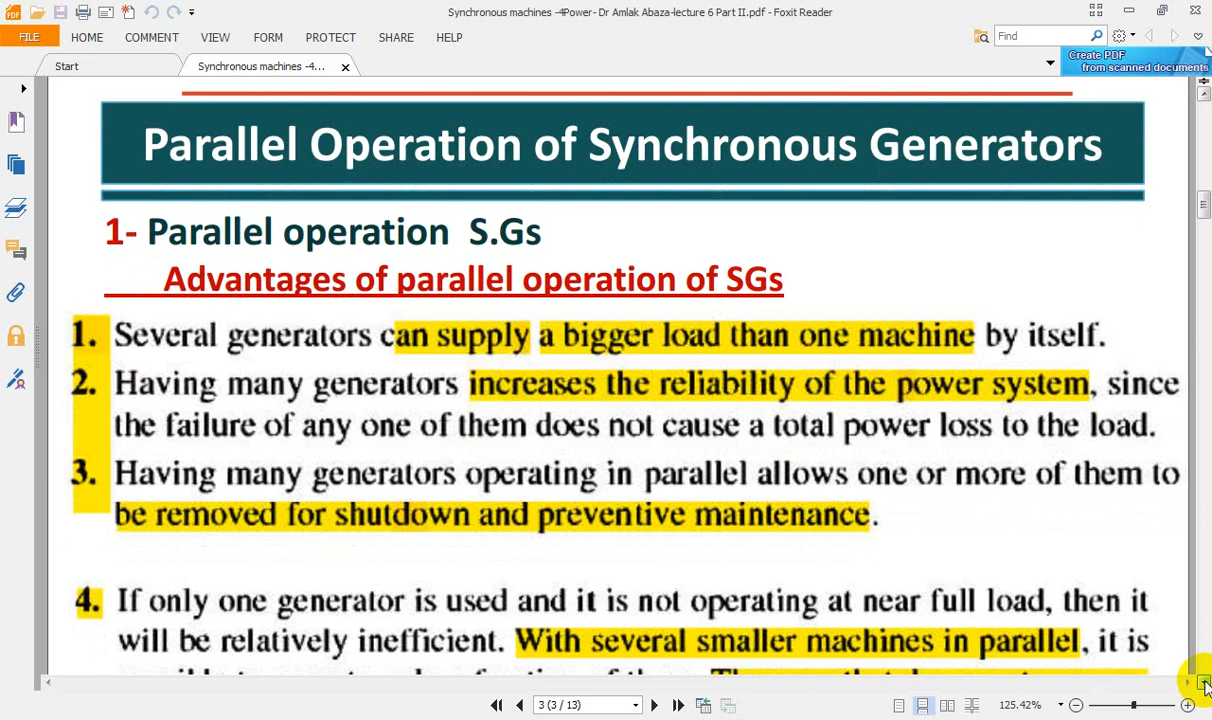 Synchronous machines -4Power- Dr Amlak Abaza-lecture 6 Part II.pdf - Foxit Reader
FILE HOME COMMENT VIEW FORM PROTECT SHARE HELP
Find
Start
Synchronous machines -4...
Create PDF
from scanned documents
Parallel Operation of Synchronous Generators
1- Parallel operation S.Gs
Advantages of parallel operation of SGs
1. Several generators can supply a bigger load than one machine by itself.
2. Having many generators increases the reliability of the power system, since
the failure of any one of them does not cause a total power loss to the load.
3. Having many generators operating in parallel allows one or more of them to
be removed for shutdown and preventive maintenance.
4. If only one generator is used and it is not operating at near full load, then it
will be relatively inefficient. With several smaller machines in parallel, it is
3 (3 / 13)
125.42%